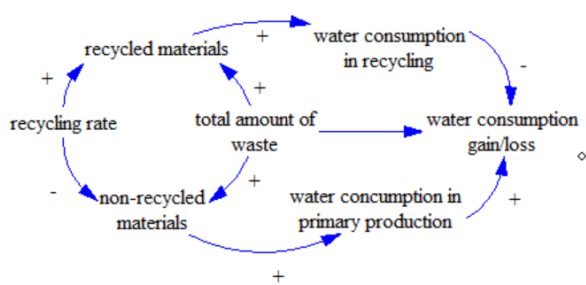 +
recycled materials
water consumption
in recycling
+
+
-
recycling rate
total amount of
waste
water consumption
gain/loss
-
+
non-recycled
materials
water concumption in
primary production
+
+